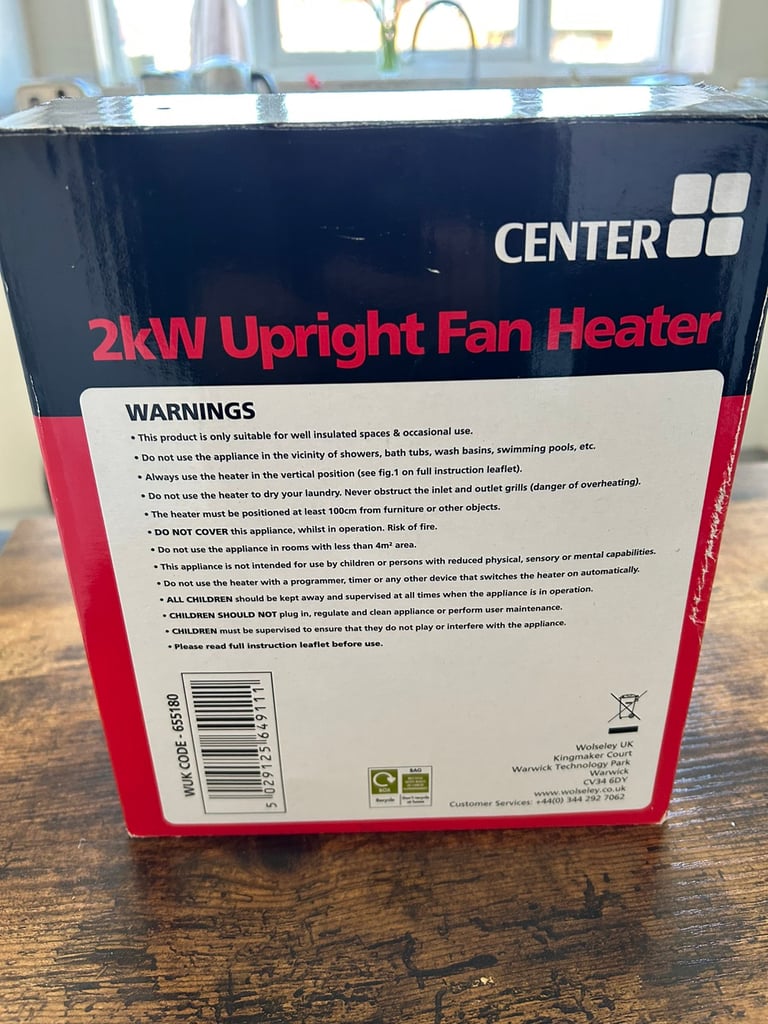 CENTER
2kW Upright Fan Heater
WARNINGS
• This product is only suitable for well insulated spaces & occasional use.
• Do not use the appliance in the vicinity of showers, bath tubs, wash basins, swimming pools, etc.
• Always use the heater in the vertical position (see fig.1 on full instruction leaflet).
• Do not use the heater to dry your laundry. Never obstruct the inlet and outlet grills (danger of overheating).
• The heater must be positioned at least 100cm from furniture or other objects.
• DO NOT COVER this appliance, whilst in operation. Risk of fire.
• Do not use the appliance in rooms with less than 4m² area.
• This appliance is not intended for use by children or persons with reduced physical, sensory or mental capabilities.
• Do not use the heater with a programmer, timer or any other device that switches the heater on automatically.
• ALL CHILDREN should be kept away and supervised at all times when the appliance is in operation.
• CHILDREN SHOULD NOT plug in, regulate and clean appliance or perform user maintenance.
• CHILDREN must be supervised to ensure that they do not play or interfere with the appliance.
• Please read full instruction leaflet before use.
WUK CODE - 655180
5 029125 649111
BOX
Recycle
BAG
Don't recycle
at home
Wolseley UK
Kingmaker Court
Warwick Technology Park
Warwick
CV34 6DY
www.wolseley.co.uk
Customer Services: +44(0) 344 292 7062